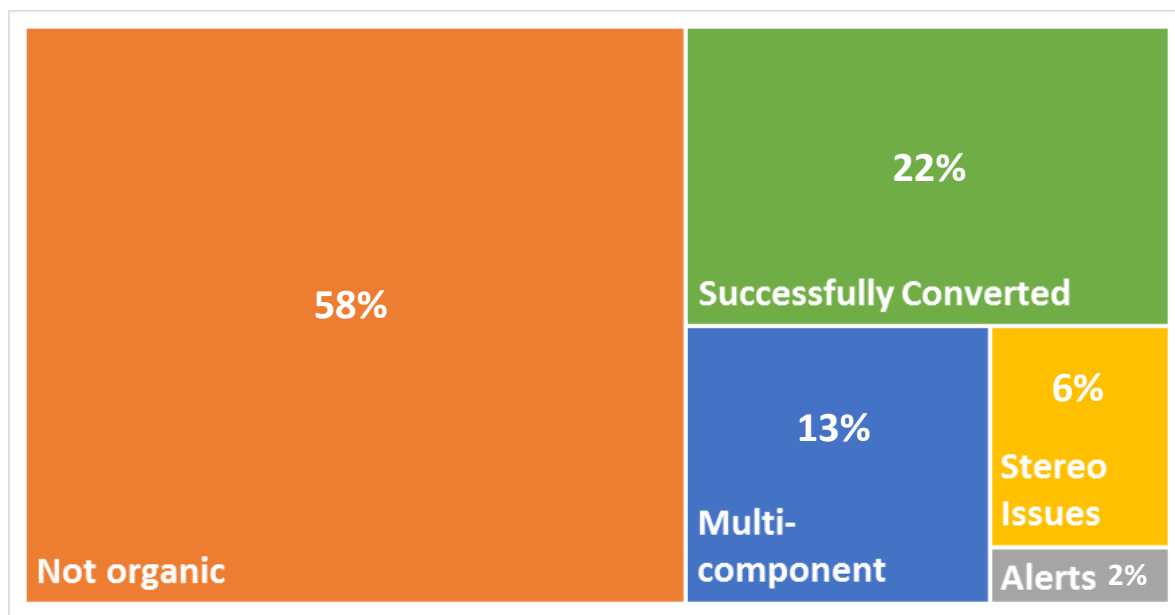 58%
Not organic
22%
Successfully Converted
13%
Multi-
component
6%
Stereo
Issues
Alerts 2%